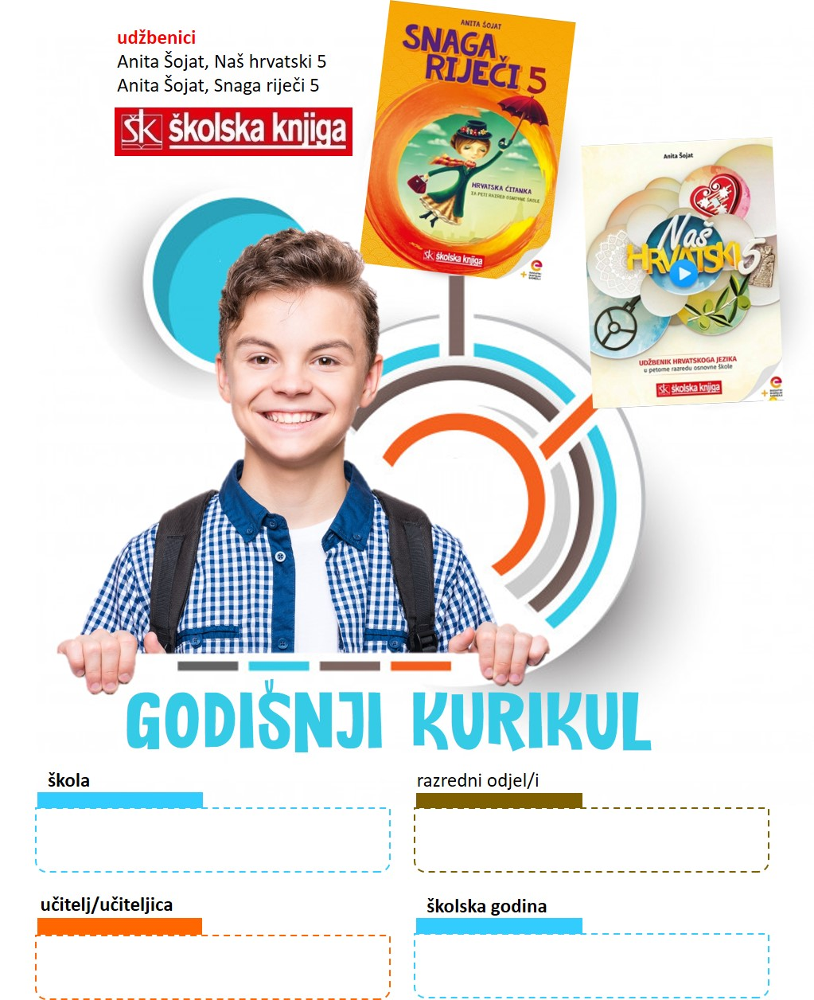 udžbenici
Anita Šojat, Naš hrvatski 5
Anita Šojat, Snaga riječi 5
šk školska knjiga
ANITA ŠOJAT
SNAGA
RIJEČI 5
HRVATSKA ČITANKA
ZA PETI RAZRED OSNOVNE ŠKOLE
šk školska knjiga
Anita Šojat
Naš
HRVATSKI 5
UDŽBENIK HRVATSKOGA JEZIKA
u petome razredu osnovne škole
šk školska knjiga
GODIŠNJI KURIKUL
škola
razredni odjel/i
učitelj/učiteljica
školska godina